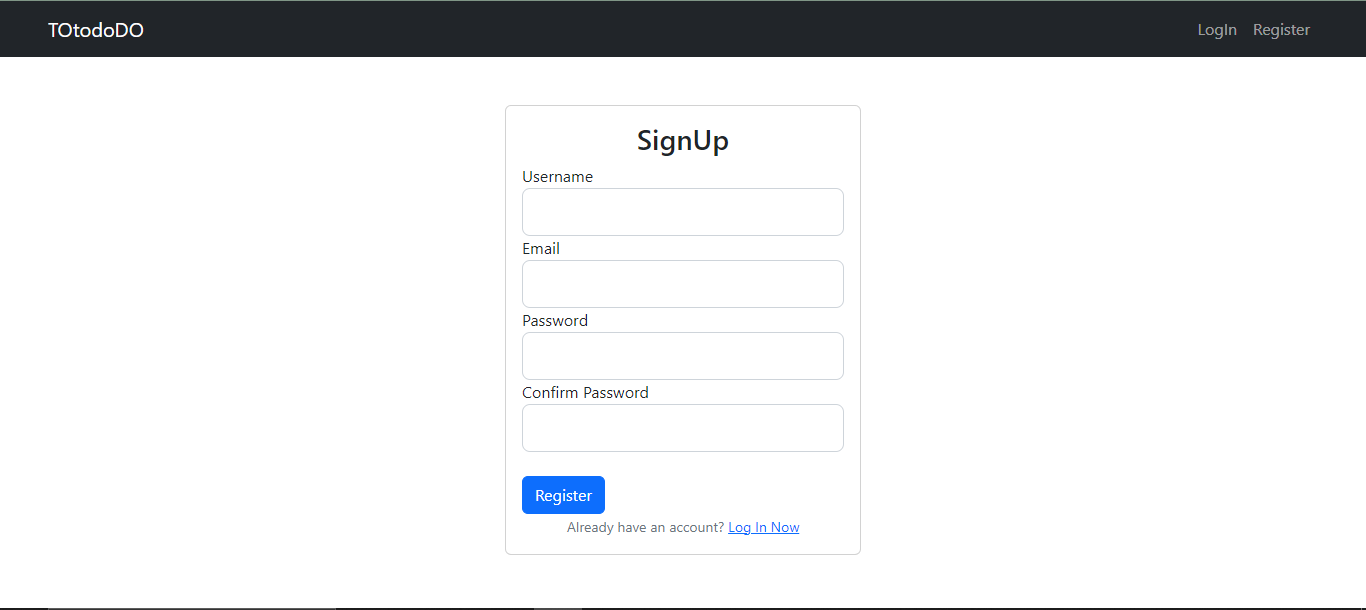 TOtodoDO
LogIn Register
SignUp
Username
Email
Password
Confirm Password
Register
Already have an account? Log In Now